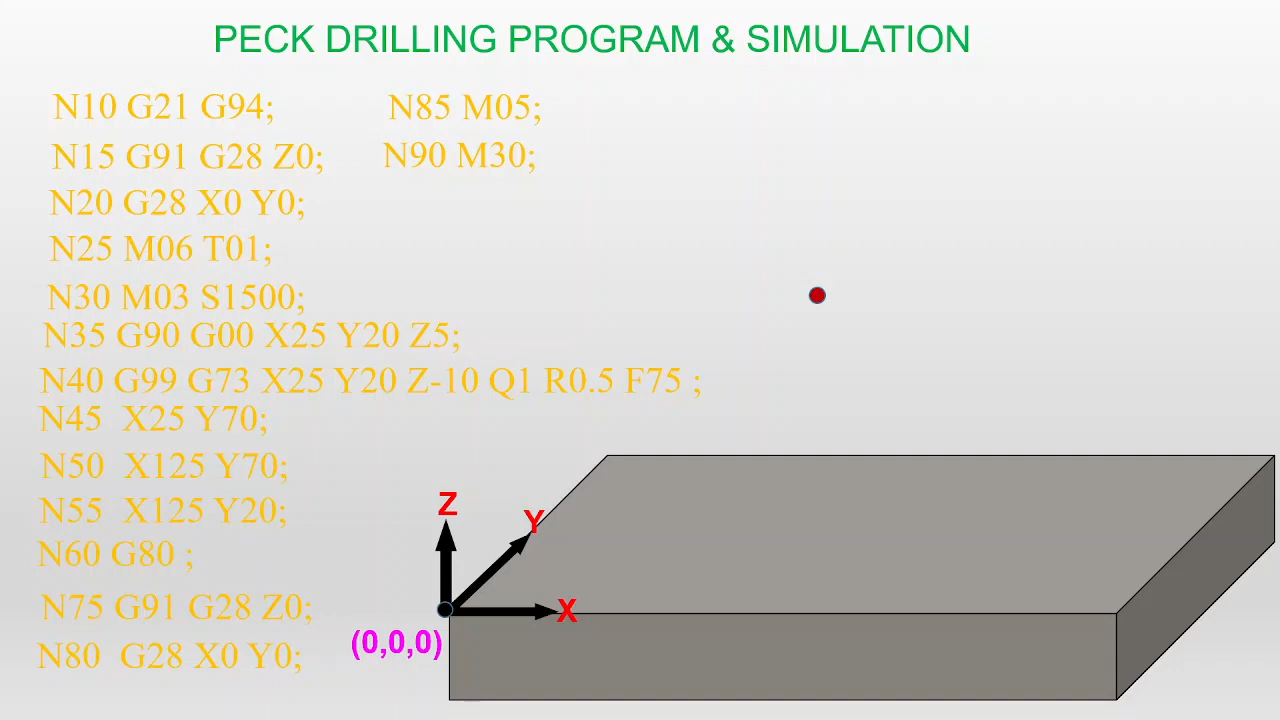 PECK DRILLING PROGRAM & SIMULATION
N10 G21 G94;
N15 G91 G28 Z0;
N20 G28 X0 Y0;
N25 M06 T01;
N30 M03 S1500;
N35 G90 G00 X25 Y20 Z5;
N40 G99 G73 X25 Y20 Z-10 Q1 R0.5 F75 ;
N45 X25 Y70;
N50 X125 Y70;
N55 X125 Y20;
N60 G80 ;
N75 G91 G28 Z0;
N80 G28 X0 Y0;
N85 M05;
N90 M30;
Z
Y
X
(0,0,0)